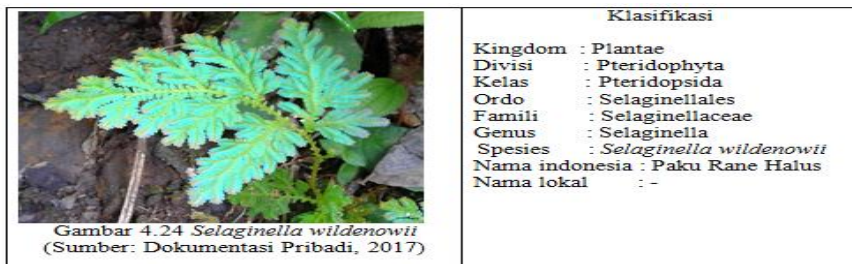 Gambar 4.24 Selaginella wildenowii
(Sumber: Dokumentasi Pribadi, 2017)
Klasifikasi
Kingdom : Plantae
Divisi : Pteridophyta
Kelas : Pteridopsida
Ordo : Selaginellales
Famili : Selaginellaceae
Genus : Selaginella
Spesies : Selaginella wildenowii
Nama indonesia : Paku Rane Halus
Nama lokal : -